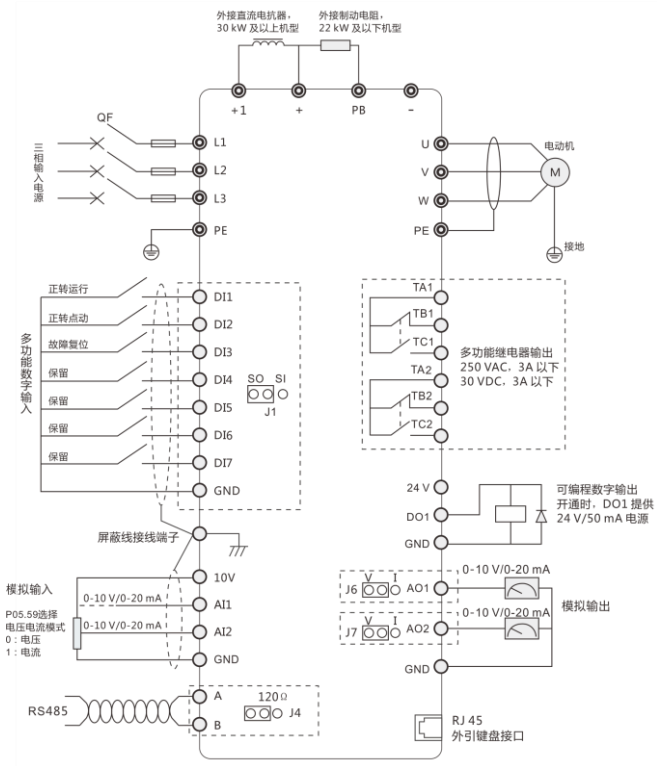 外接直流电抗器，
30 kW 及以上机型
外接制动电阻，
22 kW 及以下机型
+1
+
PB
-
QF
三相输入电源
L1
L2
L3
PE
U
V
W
PE
电动机
M
接地
多功能数字输入
正转运行
正转点动
故障复位
保留
保留
保留
保留
DI1
DI2
DI3
DI4
DI5
DI6
DI7
GND
SO SI
J1
TA1
TB1
TC1
TA2
TB2
TC2
多功能继电器输出
250 VAC，3A 以下
30 VDC，3A 以下
屏蔽线接线端子
24 V
DO1
GND
可编程数字输出
开通时，DO1 提供
24 V/50 mA 电源
模拟输入
P05.59选择
电压电流模式
0：电压
1：电流
0-10 V/0-20 mA
0-10 V/0-20 mA
10V
AI1
AI2
GND
J6
V I
AO1
0-10 V/0-20 mA
J7
V I
AO2
0-10 V/0-20 mA
模拟输出
GND
RS485
A
B
120Ω
J4
RJ 45
外引键盘接口